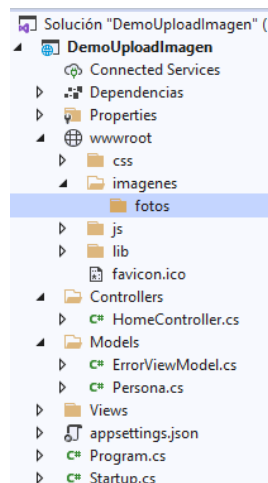 Solución "DemoUploadImagen" (
DemoUploadImagen
Connected Services
Dependencias
Properties
wwwroot
css
imagenes
fotos
js
lib
favicon.ico
Controllers
C# HomeController.cs
Models
C# ErrorViewModel.cs
C# Persona.cs
Views
appsettings.json
C# Program.cs
C# Startup.cs